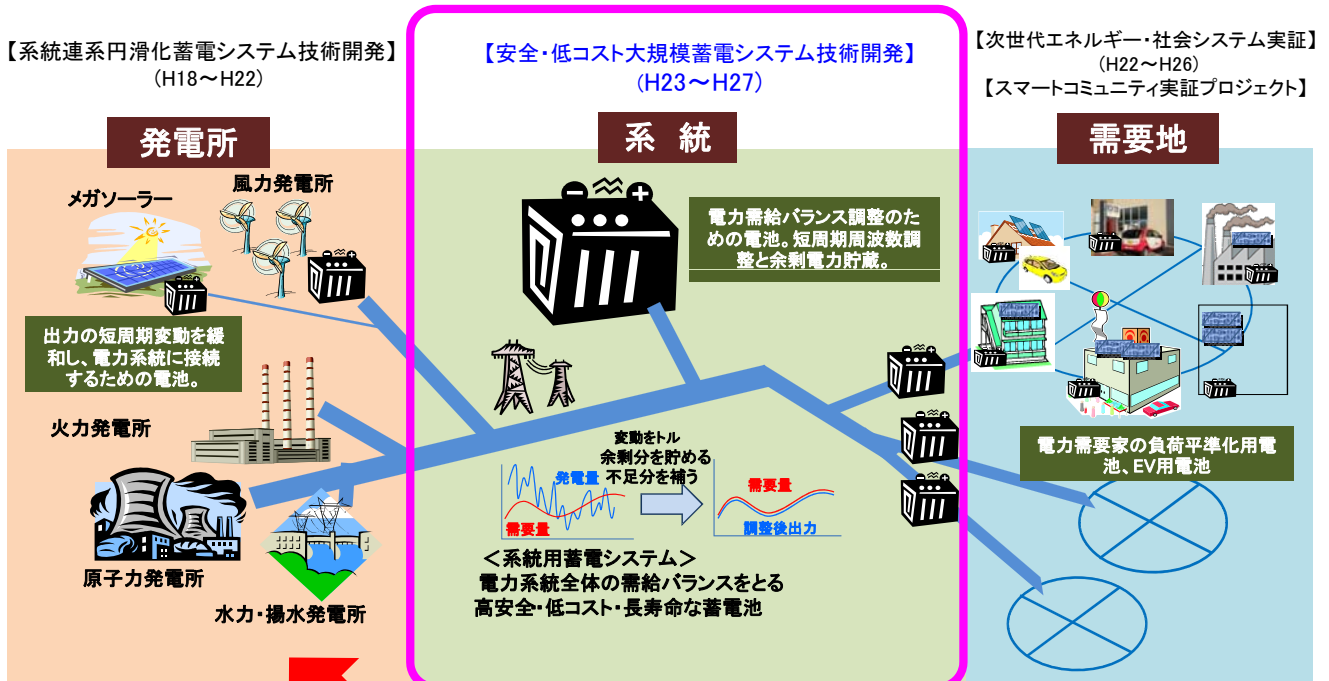 【系統連系円滑化蓄電システム技術開発】
(H18～H22)
【安全・低コスト大規模蓄電システム技術開発】
(H23～H27)
【次世代エネルギー・社会システム実証】
(H22～H26)
【スマートコミュニティ実証プロジェクト】
発電所
系 統
需要地
メガソーラー
風力発電所
出力の短周期変動を緩
和し、電力系統に接続
するための電池。
火力発電所
原子力発電所
水力・揚水発電所
電力需給バランス調整のた
めの電池。短周期周波数調
整と余剰電力貯蔵。
変動をトル
余剰分を貯める
不足分を補う
発電量
需要量
需要量
調整後出力
＜系統用蓄電システム＞
電力系統全体の需給バランスをとる
高安全・低コスト・長寿命な蓄電池
電力需要家の負荷平準化用電
池、EV用電池